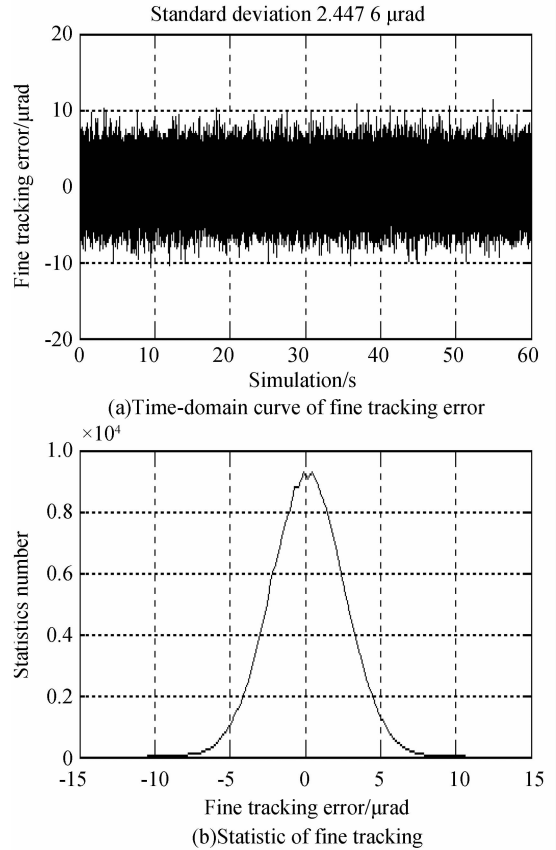 Standard deviation 2.447 6 μrad
20
10
0
-10
-20
Fine tracking error/μrad
0 10 20 30 40 50 60
Simulation/s
(a)Time-domain curve of fine tracking error
×10⁴
1.0
0.8
0.6
0.4
0.2
0
Statistics number
-15 -10 -5 0 5 10 15
Fine tracking error/μrad
(b)Statistic of fine tracking